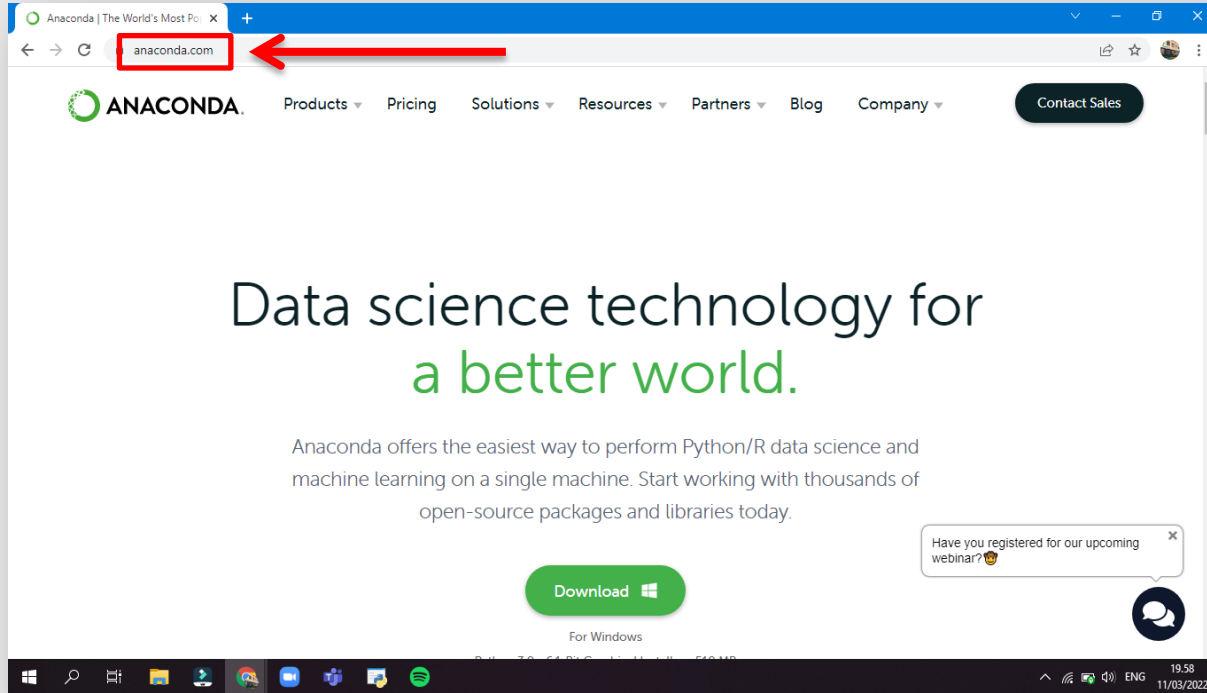 Anaconda | The World's Most Po
anaconda.com
ANACONDA.
Products Pricing Solutions Resources Partners Blog Company
Contact Sales
Data science technology for
a better world.
Anaconda offers the easiest way to perform Python/R data science and
machine learning on a single machine. Start working with thousands of
open-source packages and libraries today.
Have you registered for our upcoming
webinar?🤠
Download
For Windows
ENG
19.58
11/03/2022